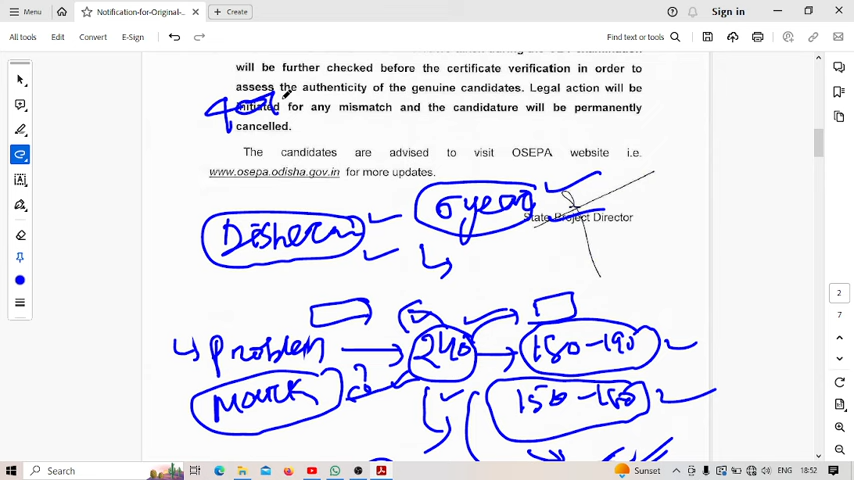 Menu
Notification-for-Original-...
Create
Sign in
All tools
Edit
Convert
E-Sign
Find text or tools
will be further checked before the certificate verification in order to
assess the authenticity of the genuine candidates. Legal action will be
initiated for any mismatch and the candidature will be permanently
cancelled.
The candidates are advised to visit OSEPA website i.e.
www.osepa.odisha.gov.in for more updates.
6 year
State Project Director
Problem
240
180-190
150-180
2
7
Search
Sunset
ENG
18:52